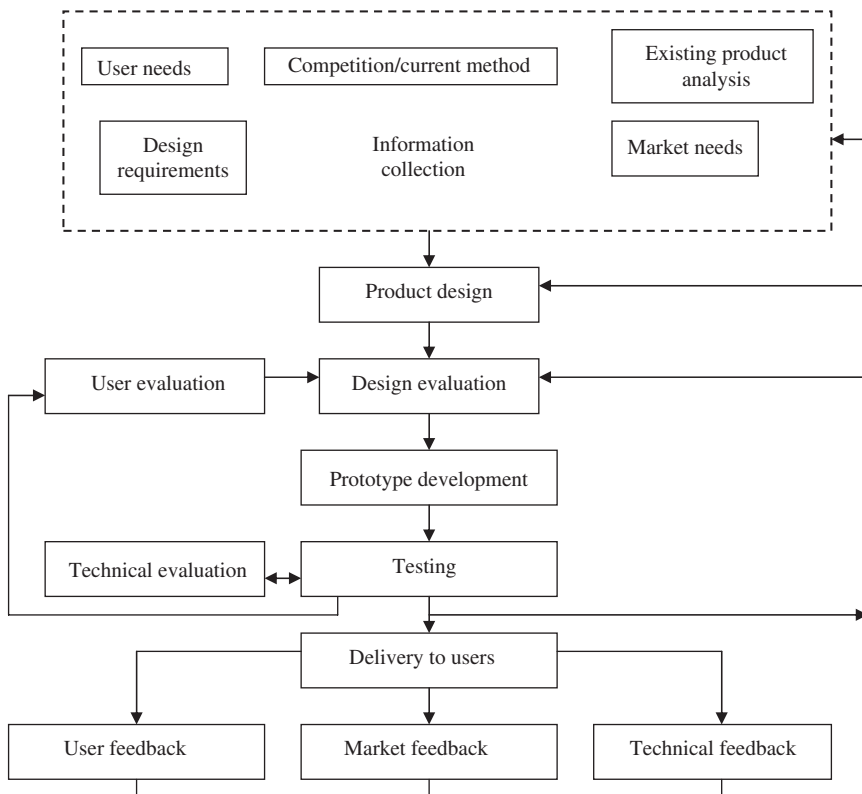 User needs
Competition/current method
Existing product
analysis
Design
requirements
Information
collection
Market needs
Product design
User evaluation
Design evaluation
Prototype development
Technical evaluation
Testing
Delivery to users
User feedback
Market feedback
Technical feedback